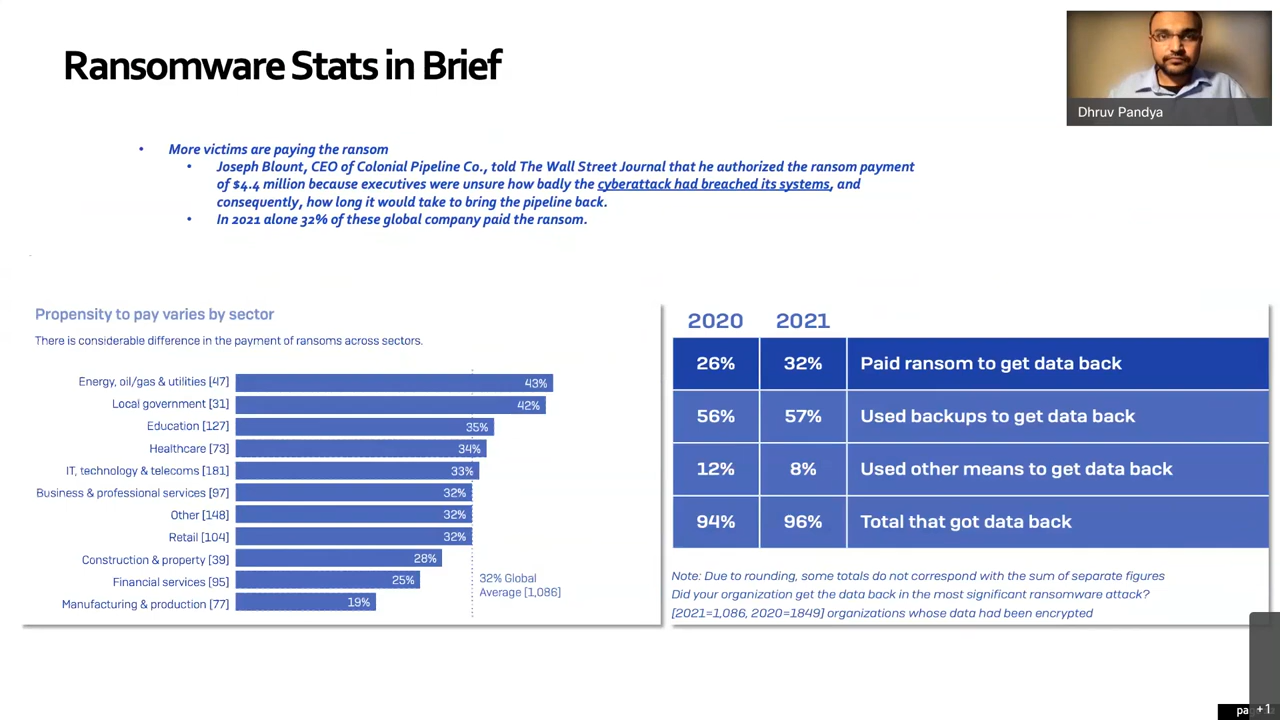 Ransomware Stats in Brief
Dhruv Pandya
• More victims are paying the ransom
• Joseph Blount, CEO of Colonial Pipeline Co., told The Wall Street Journal that he authorized the ransom payment
of $4.4 million because executives were unsure how badly the cyberattack had breached its systems, and
consequently, how long it would take to bring the pipeline back.
• In 2021 alone 32% of these global company paid the ransom.
Propensity to pay varies by sector
There is considerable difference in the payment of ransoms across sectors.
Energy, oil/gas & utilities [47] 43%
Local government [31] 42%
Education [127] 35%
Healthcare [73] 34%
IT, technology & telecoms [181] 33%
Business & professional services [97] 32%
Other [148] 32%
Retail [104] 32%
Construction & property [39] 28%
Financial services [95] 25%
Manufacturing & production [77] 19%
32% Global
Average [1,086]
2020 2021
26% 32% Paid ransom to get data back
56% 57% Used backups to get data back
12% 8% Used other means to get data back
94% 96% Total that got data back
Note: Due to rounding, some totals do not correspond with the sum of separate figures
Did your organization get the data back in the most significant ransomware attack?
[2021=1,086, 2020=1849] organizations whose data had been encrypted
+1